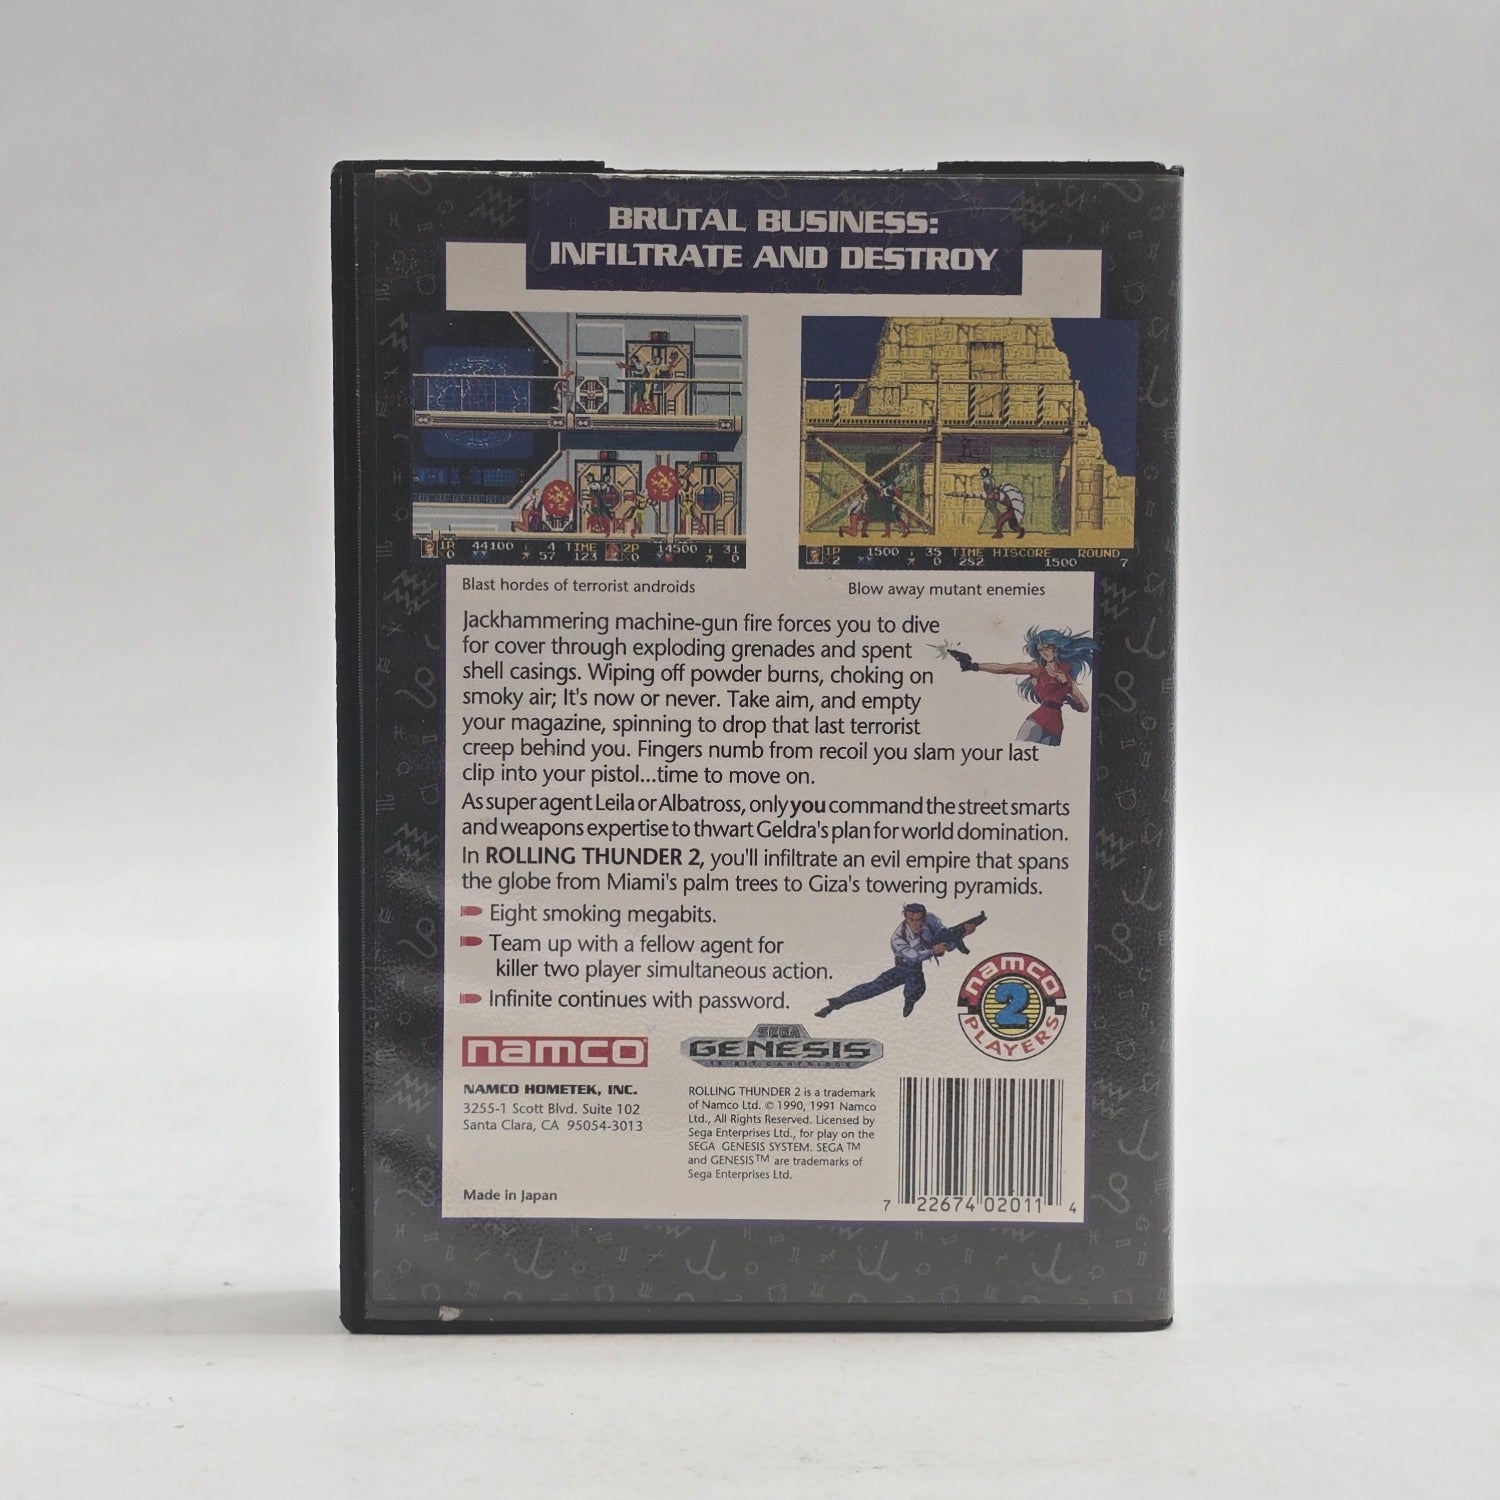 BRUTAL BUSINESS:
INFILTRATE AND DESTROY
1P 44100 4 TIME 2P 14500 31
0 57 123 0 0
1P 1500 35 TIME HISCORE ROUND
2 0 282 1500 7
Blast hordes of terrorist androids
Blow away mutant enemies
Jackhammering machine-gun fire forces you to dive
for cover through exploding grenades and spent
shell casings. Wiping off powder burns, choking on
smoky air; It's now or never. Take aim, and empty
your magazine, spinning to drop that last terrorist
creep behind you. Fingers numb from recoil you slam your last
clip into your pistol...time to move on.
As super agent Leila or Albatross, only you command the street smarts
and weapons expertise to thwart Geldra's plan for world domination.
In ROLLING THUNDER 2, you'll infiltrate an evil empire that spans
the globe from Miami's palm trees to Giza's towering pyramids.
Eight smoking megabits.
Team up with a fellow agent for
killer two player simultaneous action.
Infinite continues with password.
namco
2
PLAYERS
namco
SEGA
GENESIS
16-BIT CARTRIDGE
NAMCO HOMETEK, INC.
3255-1 Scott Blvd. Suite 102
Santa Clara, CA 95054-3013
Made in Japan
ROLLING THUNDER 2 is a trademark
of Namco Ltd. © 1990, 1991 Namco
Ltd., All Rights Reserved. Licensed by
Sega Enterprises Ltd., for play on the
SEGA GENESIS SYSTEM. SEGA™
and GENESIS™ are trademarks of
Sega Enterprises Ltd.
7 22674 02011 4